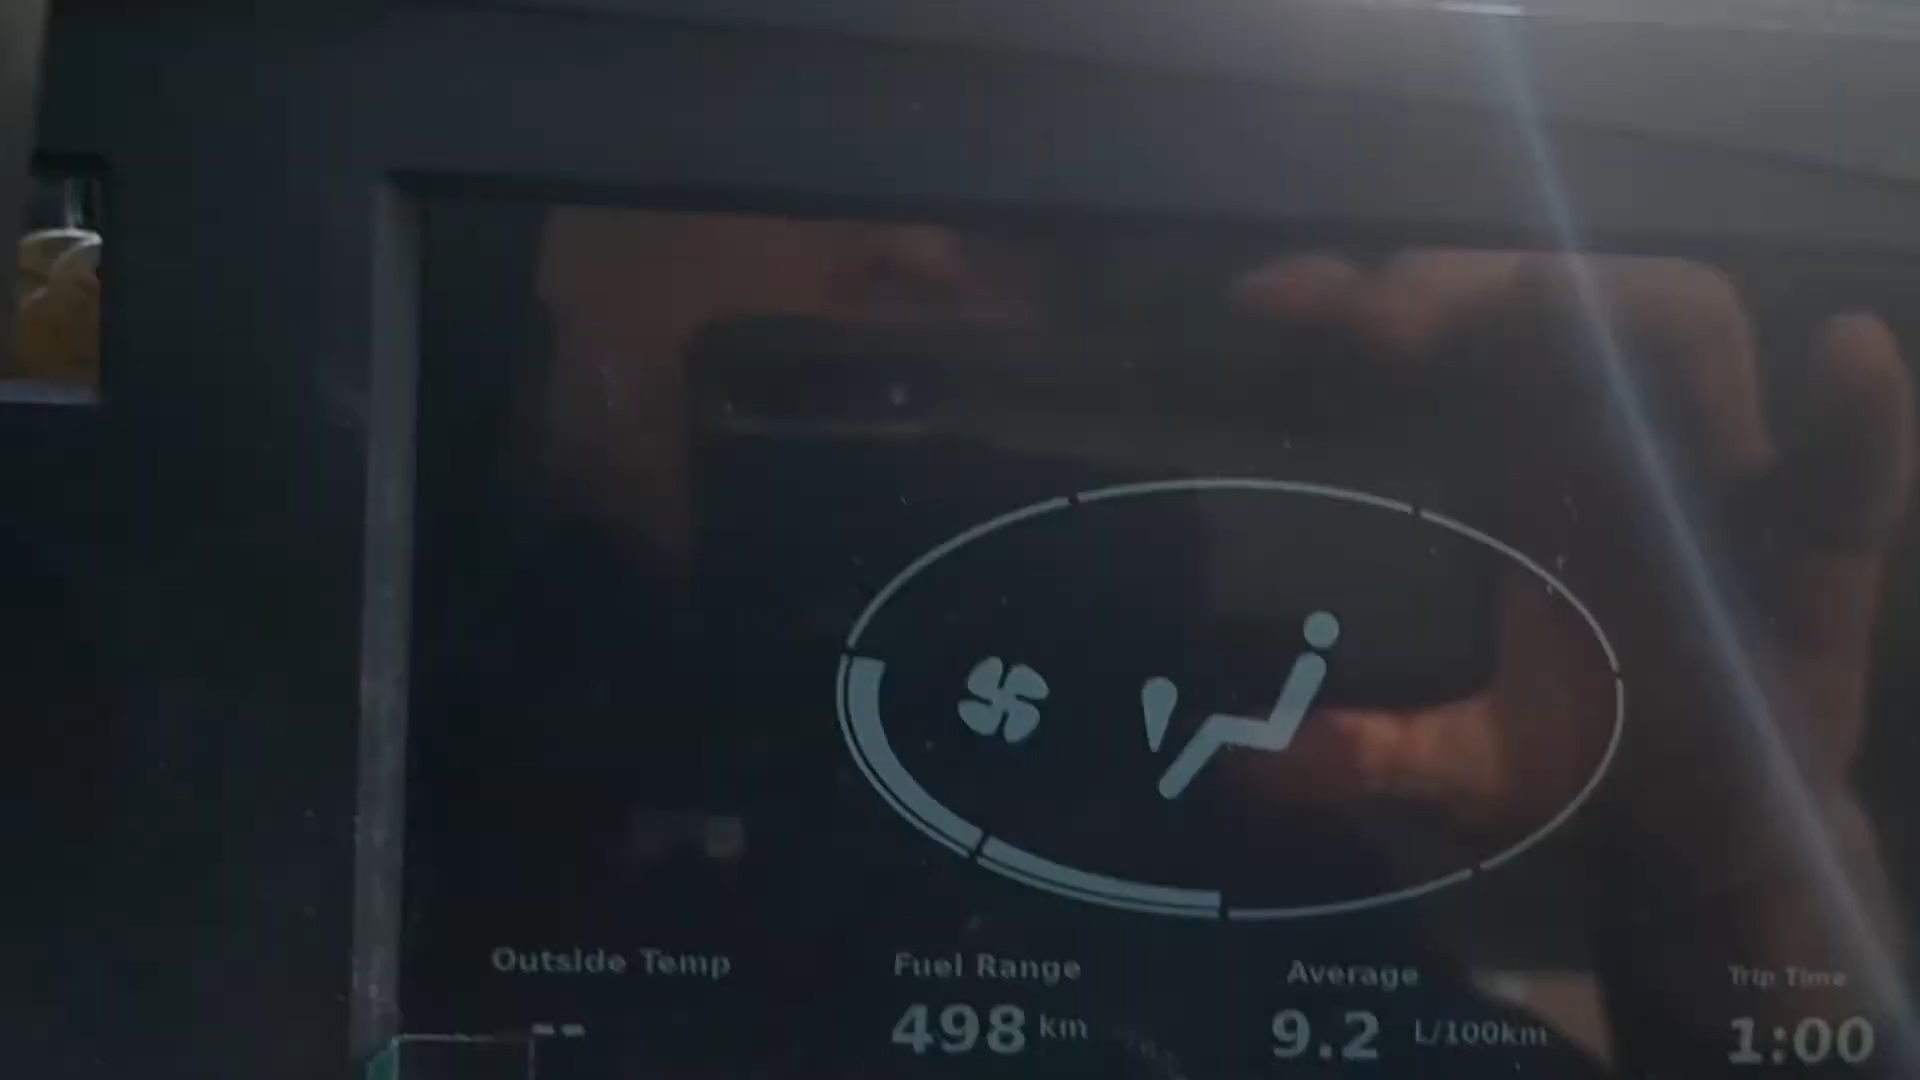 Outside Temp Fuel Range Average Trip Time
-- 498 km 9.2 L/100km 1:00